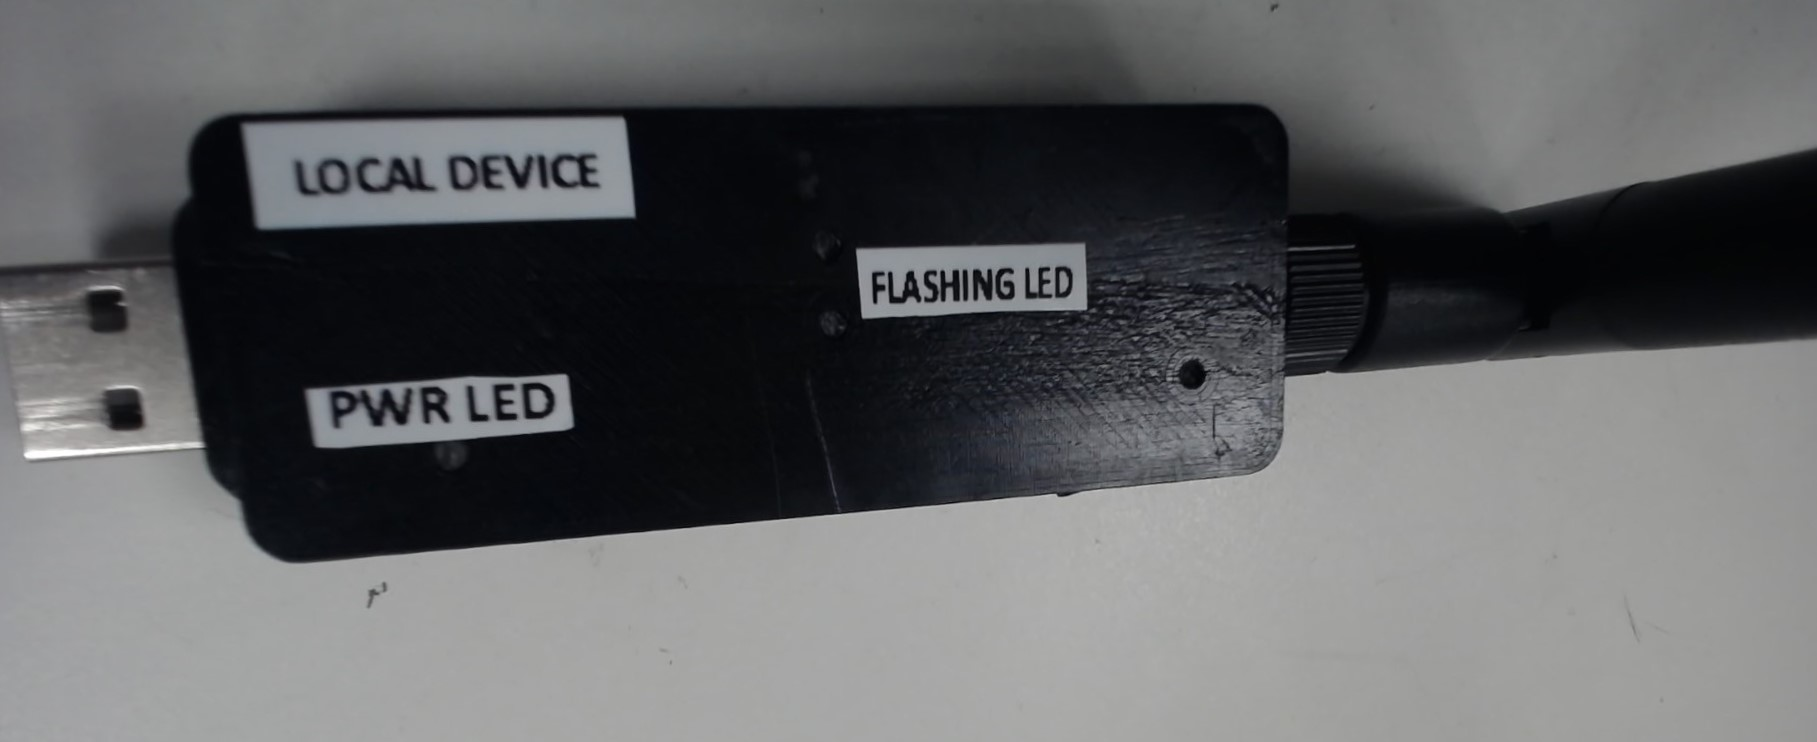 LOCAL DEVICE
FLASHING LED
PWR LED